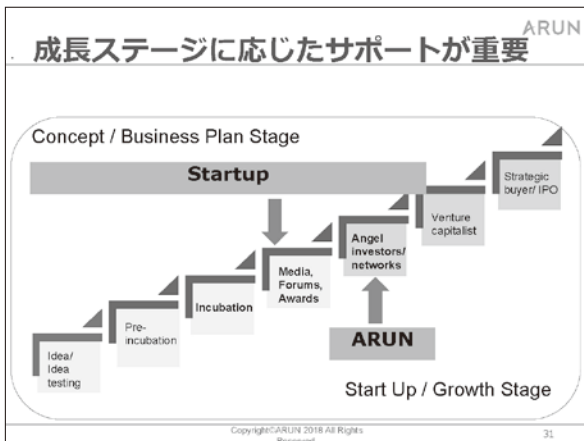 ARUN
成長ステージに応じたサポートが重要
Concept / Business Plan Stage
Startup
Strategic
buyer/ IPO
Venture
capitalist
Angel
investors/
networks
Media,
Forums,
Awards
Incubation
Pre-
incubation
Idea/
Idea
testing
ARUN
Start Up / Growth Stage
Copyright©ARUN 2018 All Rights
Reserved
31